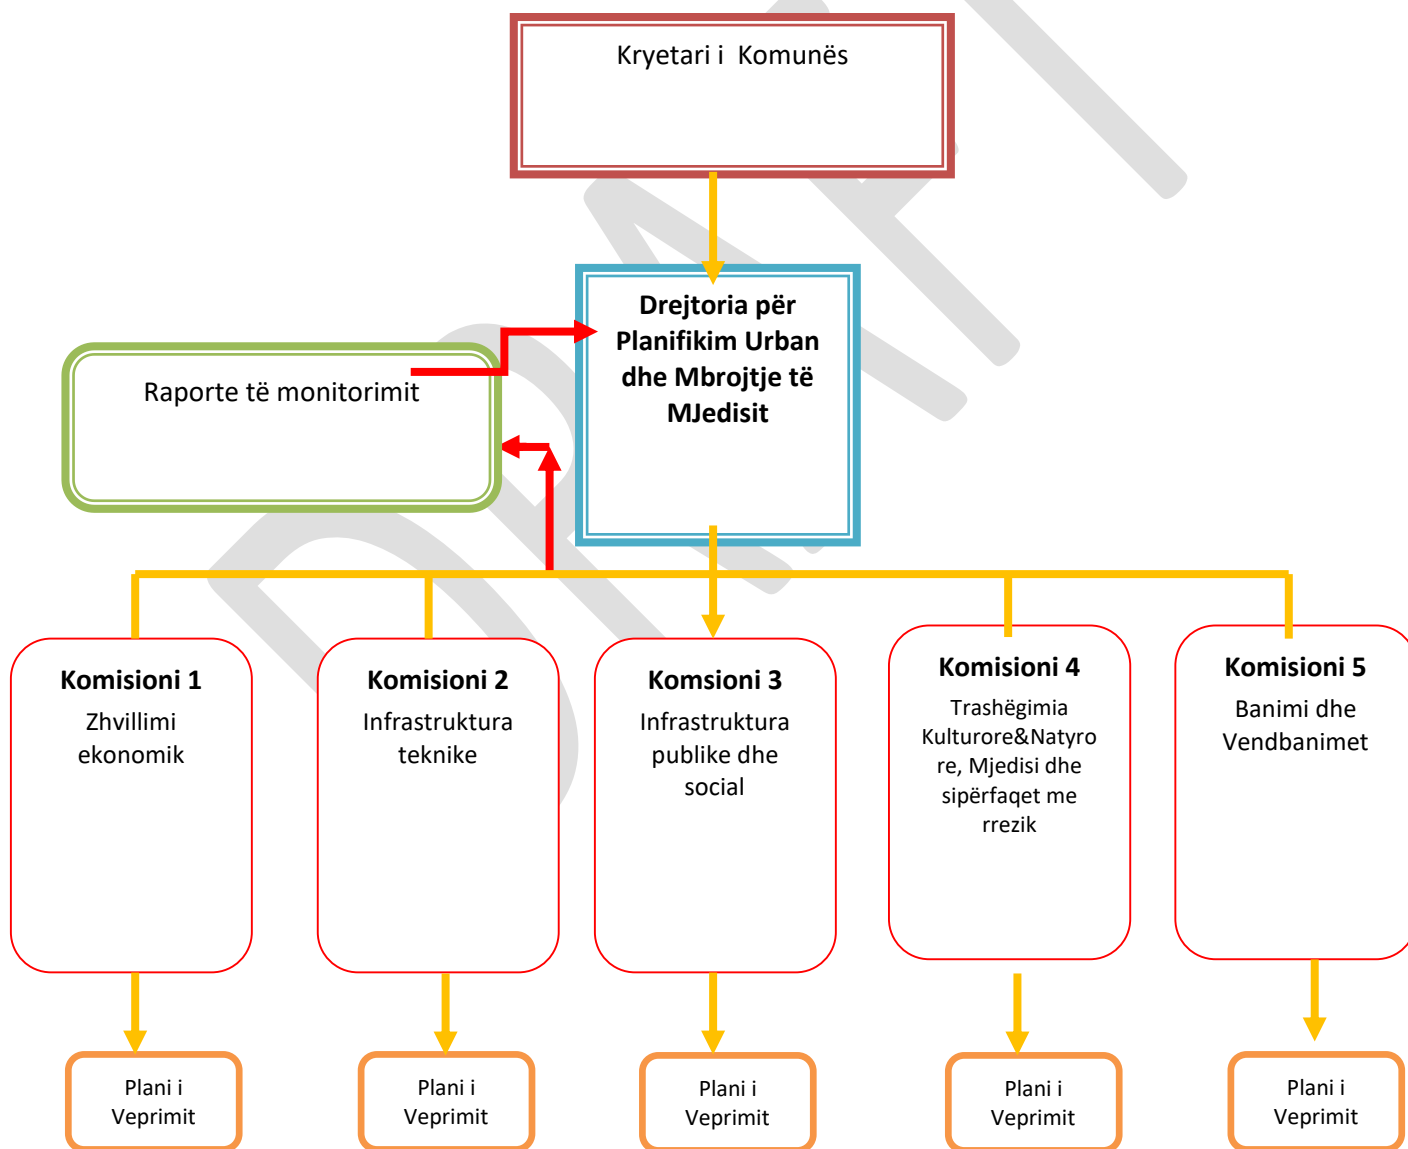 Kryetari i Komunës
Drejtoria për
Planifikim Urban
dhe Mbrojtje të
MJedisit
Raporte të monitorimit
Komisioni 1
Zhvillimi
ekonomik
Komisioni 2
Infrastruktura
teknike
Komsioni 3
Infrastruktura
publike dhe
social
Komisioni 4
Trashëgimia
Kulturore&Natyro
re, Mjedisi dhe
sipërfaqet me
rrezik
Komisioni 5
Banimi dhe
Vendbanimet
Plani i
Veprimit
Plani i
Veprimit
Plani i
Veprimit
Plani i
Veprimit
Plani i
Veprimit
DRAFT